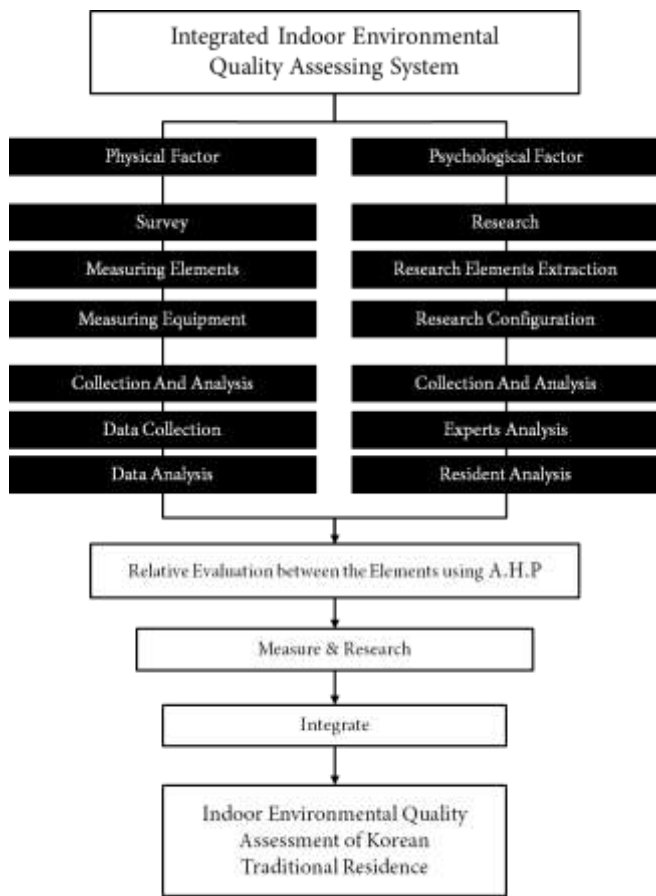 Integrated Indoor Environmental
Quality Assessing System
Physical Factor
Survey
Measuring Elements
Measuring Equipment
Collection And Analysis
Data Collection
Data Analysis
Psychological Factor
Research
Research Elements Extraction
Research Configuration
Collection And Analysis
Experts Analysis
Resident Analysis
Relative Evaluation between the Elements using A.H.P
Measure & Research
Integrate
Indoor Environmental Quality
Assessment of Korean
Traditional Residence